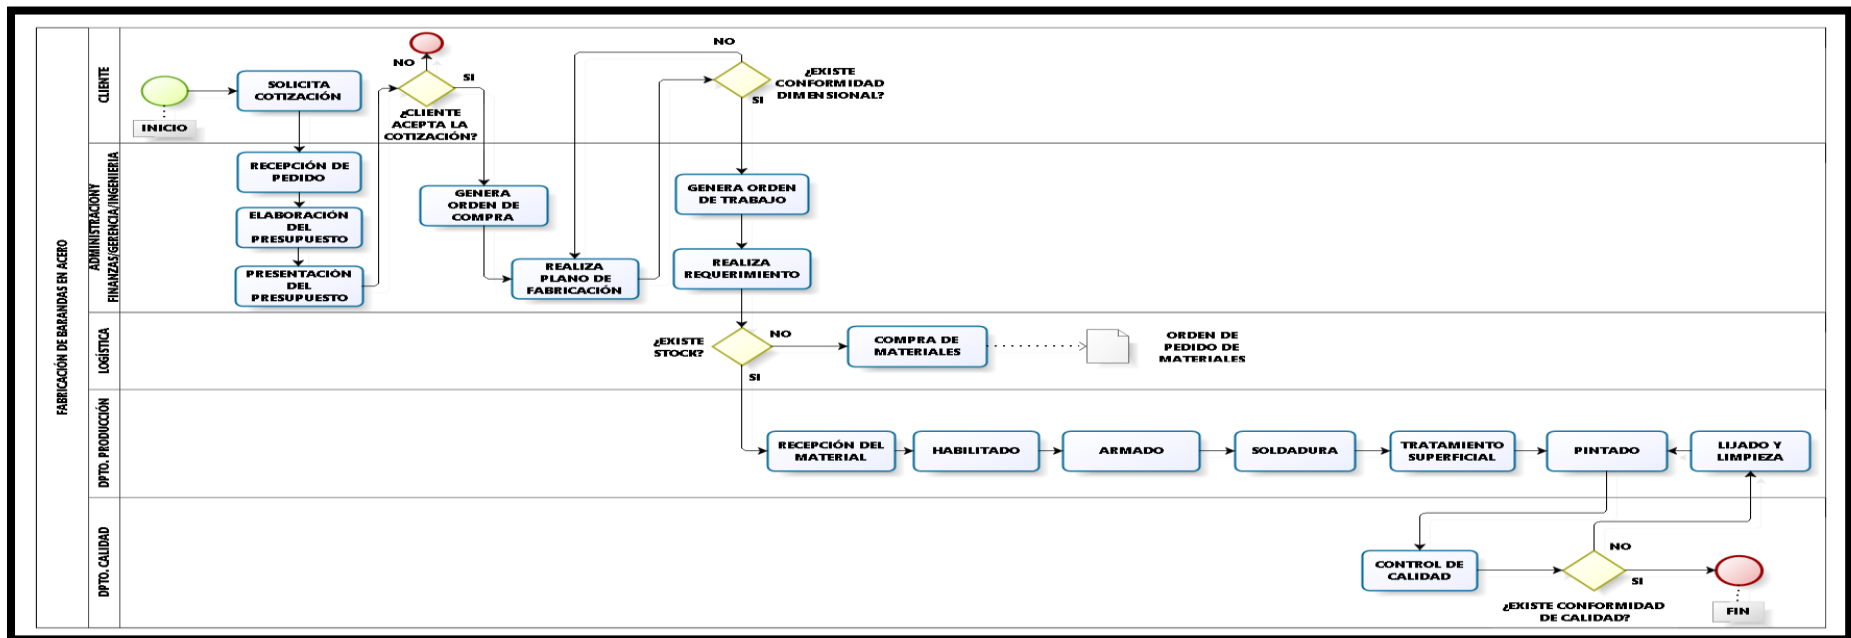 FABRICACIÓN DE BARANDAS EN ACERO
CLIENTE
INICIO
SOLICITA
COTIZACIÓN
NO
SI
¿CLIENTE
ACEPTA LA
COTIZACIÓN?
NO
¿EXISTE
CONFORMIDAD
DIMENSIONAL?
SI
ADMINISTRACIONY
FINANZAS/GERENCIA/INGENIERIA
RECEPCIÓN DE
PEDIDO
ELABORACIÓN
DEL
PRESUPUESTO
PRESENTACIÓN
DEL
PRESUPUESTO
GENERA
ORDEN DE
COMPRA
REALIZA
PLANO DE
FABRICACIÓN
GENERA ORDEN
DE TRABAJO
REALIZA
REQUERIMIENTO
LOGÍSTICA
¿EXISTE
STOCK?
NO
SI
COMPRA DE
MATERIALES
ORDEN DE
PEDIDO DE
MATERIALES
DPTO. PRODUCCIÓN
RECEPCIÓN DEL
MATERIAL
HABILITADO
ARMADO
SOLDADURA
TRATAMIENTO
SUPERFICIAL
PINTADO
LIJADO Y
LIMPIEZA
DPTO. CALIDAD
CONTROL DE
CALIDAD
NO
SI
¿EXISTE CONFORMIDAD
DE CALIDAD?
FIN